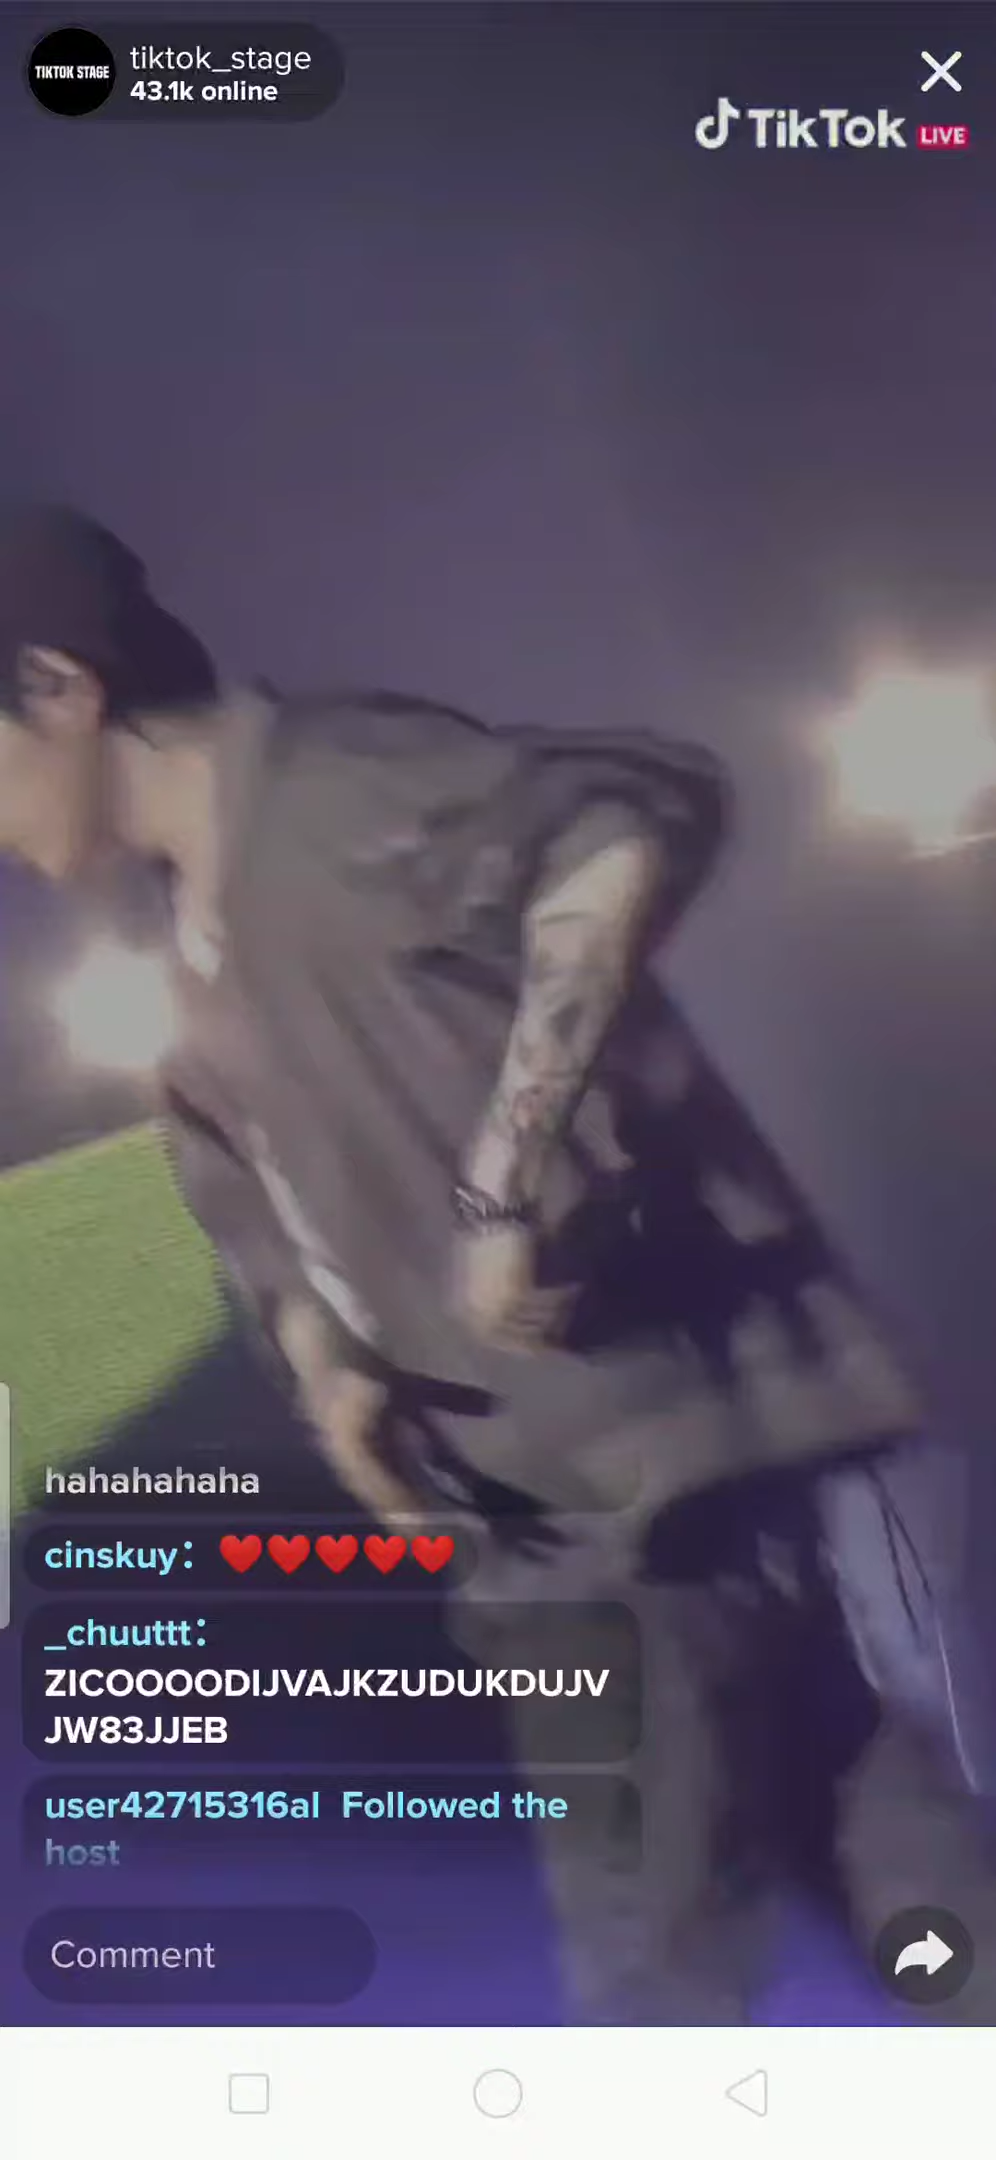 TIKTOK STAGE
tiktok_stage
43.1k online
TikTok LIVE
hahahahaha
cinskuy: ❤️❤️❤️❤️❤️
_chuuttt:
ZICOOOODIJVAJKZUDUKDUJV
JW83JJEB
user42715316al Followed the
host
Comment